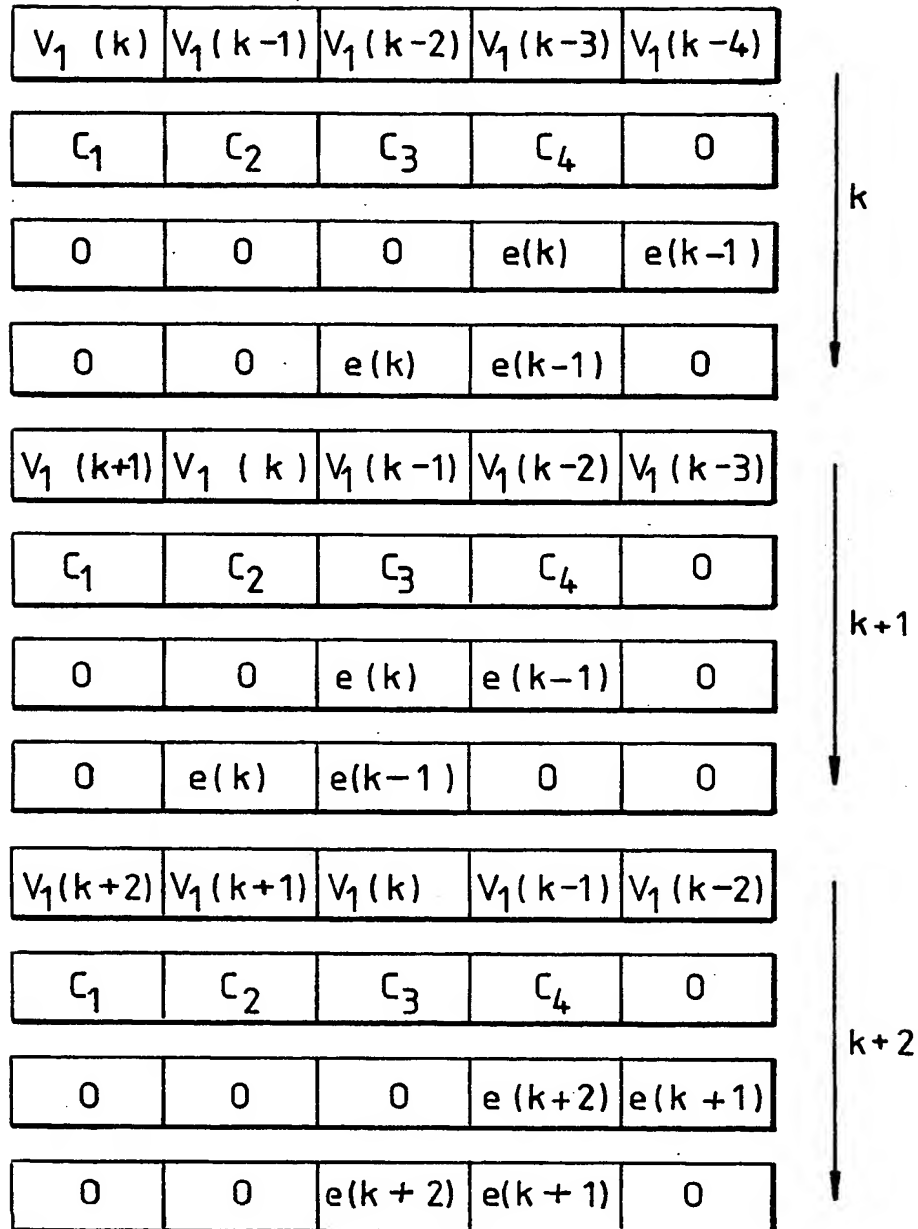 V₁ (k) V₁(k-1) V₁(k-2) V₁(k-3) V₁(k-4)
C₁ C₂ C₃ C₄ 0
k
0 0 0 e(k) e(k-1)
0 0 e(k) e(k-1) 0
V₁ (k+1) V₁ (k) V₁(k-1) V₁(k-2) V₁(k-3)
C₁ C₂ C₃ C₄ 0
k+1
0 0 e(k) e(k-1) 0
0 e(k) e(k-1) 0 0
V₁(k+2) V₁(k+1) V₁(k) V₁(k-1) V₁(k-2)
C₁ C₂ C₃ C₄ 0
k+2
0 0 0 e(k+2) e(k+1)
0 0 e(k+2) e(k+1) 0